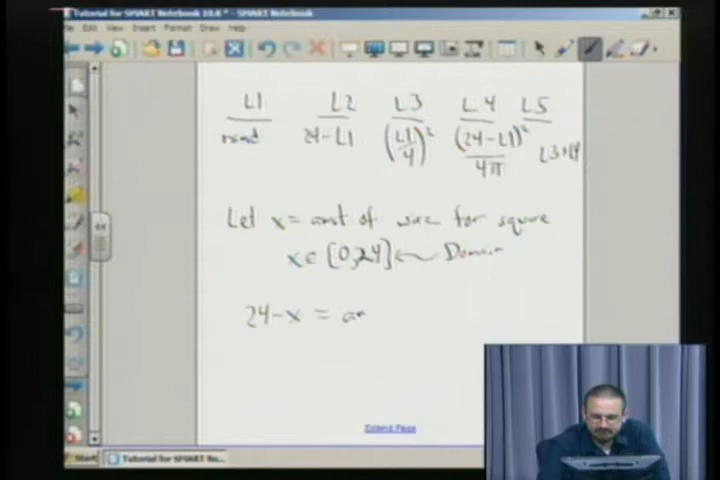 Tutorial for SMART Notebook 10.6 * - SMART Notebook
File Edit View Insert Format Draw Help
L1 L2 L3 L4 L5
rand 24-L1 (L1/4)² (24-L1)²/4π L3+L4
Let x = amt of wire for square
x ∈ [0,24] ← Domain
24-x = am
Extend Page
Start Tutorial for SMART No...